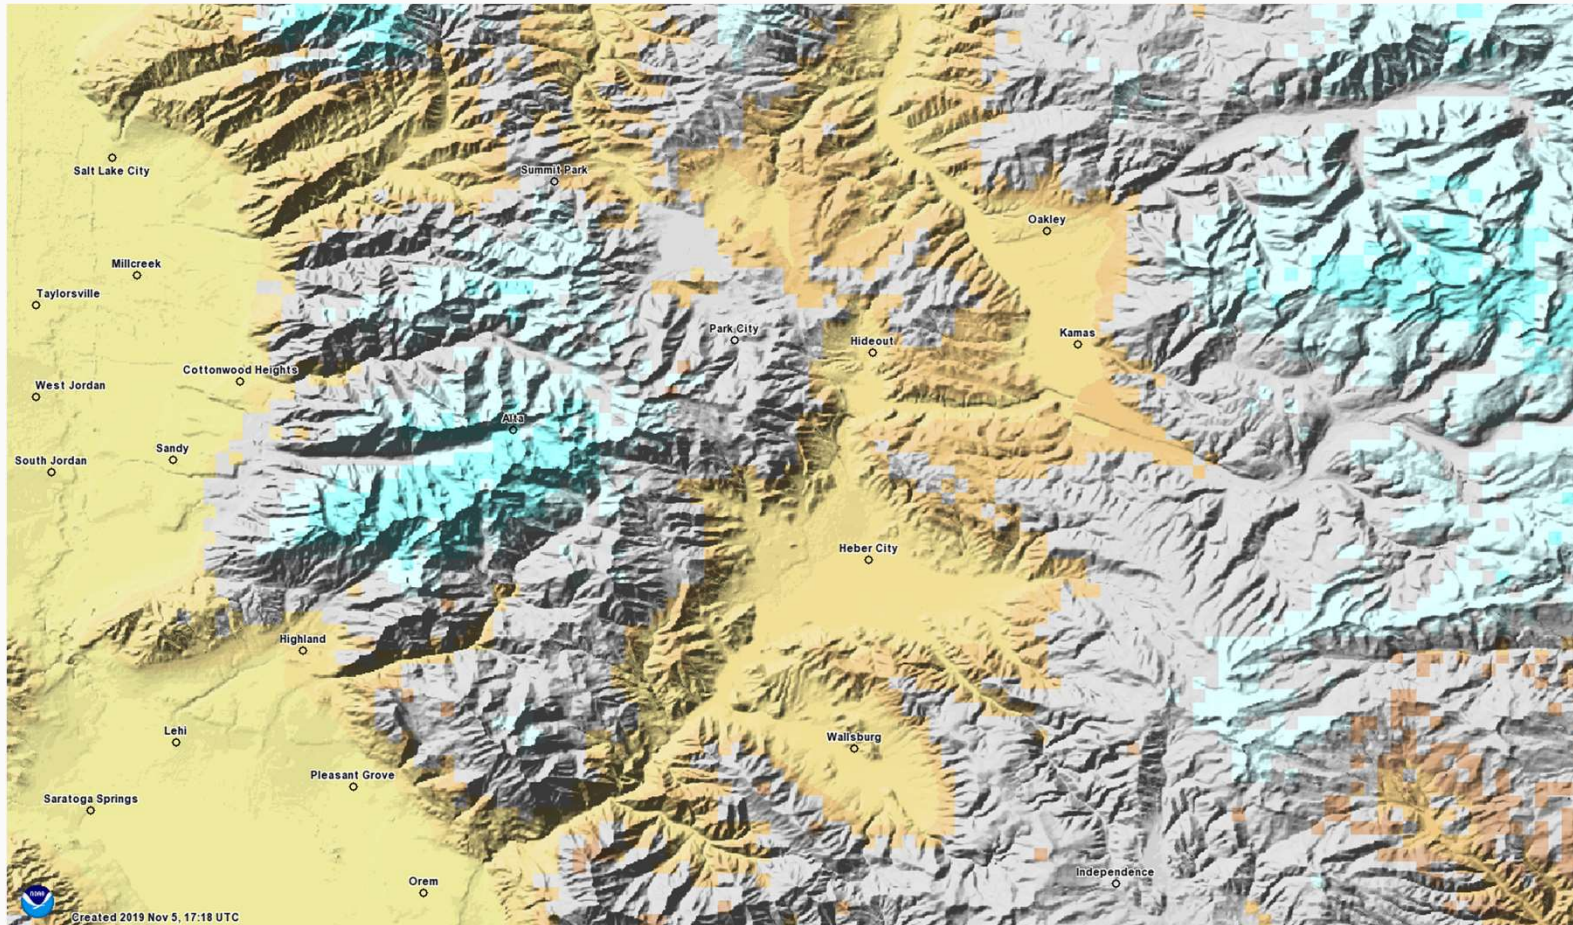 Salt Lake City
Summit Park
Oakley
Millcreek
Taylorsville
Park City
Hideout
Kamas
Cottonwood Heights
West Jordan
Alta
Sandy
South Jordan
Heber City
Highland
Lehi
Wallsburg
Pleasant Grove
Saratoga Springs
Independence
Orem
noaa
Created 2019 Nov 5, 17:18 UTC